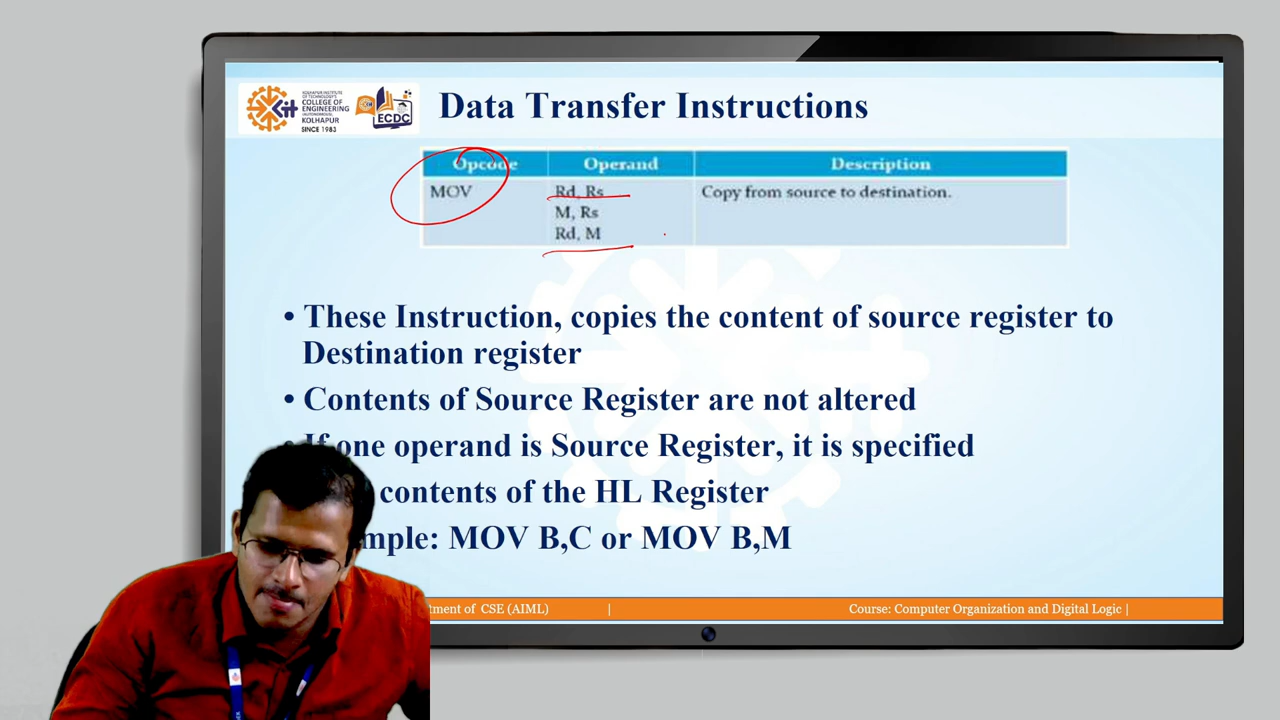 KOLHAPUR INSTITUTE
OF TECHNOLOGY'S
COLLEGE OF
ENGINEERING
(AUTONOMOUS),
KOLHAPUR
SINCE 1983
ECDC
Data Transfer Instructions
Opcode Operand Description
MOV Rd, Rs Copy from source to destination.
M, Rs
Rd, M
• These Instruction, copies the content of source register to
Destination register
• Contents of Source Register are not altered
• If one operand is Source Register, it is specified
contents of the HL Register
mple: MOV B,C or MOV B,M
tment of CSE (AIML) | Course: Computer Organization and Digital Logic |